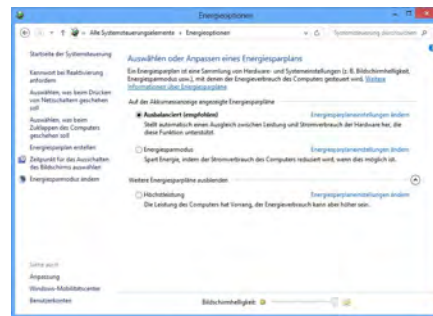 Energieoptionen
Alle Systemsteuerungselemente
Energieoptionen
Systemsteuerung durchsuchen
Startseite der Systemsteuerung
Kennwort bei Reaktivierung
anfordern
Auswählen, was beim Drücken
von Netzschaltern geschehen
soll
Auswählen, was beim
Zuklappen des Computers
geschehen soll
Energiesparplan erstellen
Zeitpunkt für das Ausschalten
des Bildschirms auswählen
Energiesparmodus ändern
Auswählen oder Anpassen eines Energiesparplans
Ein Energiesparplan ist eine Sammlung von Hardware- und Systemeinstellungen (z. B. Bildschirmhelligkeit,
Energiesparmodus usw.), mit denen der Energieverbrauch des Computers gesteuert wird. Weitere
Informationen über Energiesparpläne
Auf der Akkumessanzeige angezeigte Energiesparpläne
Ausbalanciert (empfohlen) Energiesparplaneinstellungen ändern
Stellt automatisch einen Ausgleich zwischen Leistung und Stromverbrauch der Hardware her, die
diese Funktion unterstützt.
Energiesparmodus Energiesparplaneinstellungen ändern
Spart Energie, indem der Stromverbrauch des Computers reduziert wird, wenn dies möglich ist.
Weitere Energiesparpläne ausblenden
Höchstleistung Energiesparplaneinstellungen ändern
Die Leistung des Computers hat Vorrang, der Energieverbrauch kann aber höher sein.
Siehe auch
Anpassung
Windows-Mobilitätscenter
Benutzerkonten
Bildschirmhelligkeit: